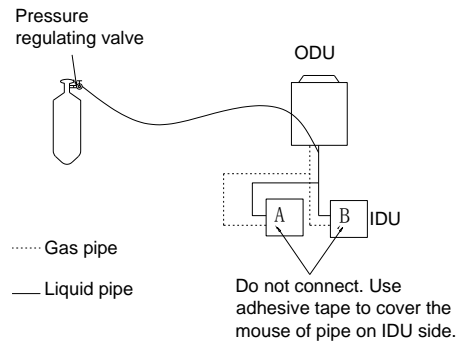 Pressure
regulating valve
ODU
A
B
IDU
Gas pipe
Liquid pipe
Do not connect. Use
adhesive tape to cover the
mouse of pipe on IDU side.